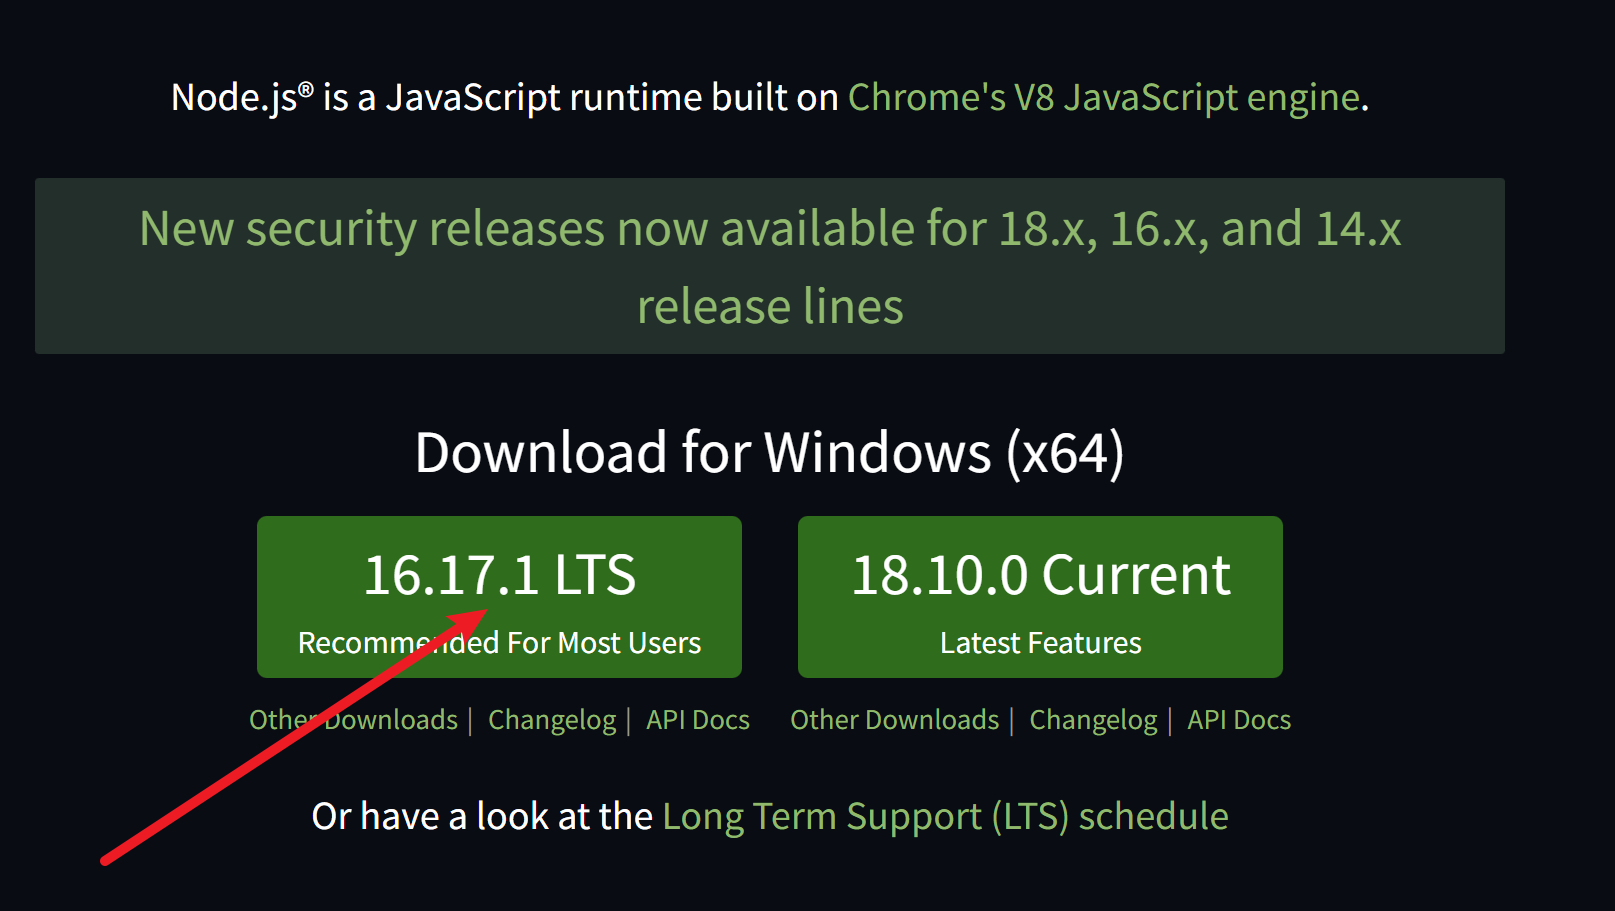 Node.js® is a JavaScript runtime built on Chrome's V8 JavaScript engine.
New security releases now available for 18.x, 16.x, and 14.x
release lines
Download for Windows (x64)
16.17.1 LTS
Recommended For Most Users
18.10.0 Current
Latest Features
Other Downloads | Changelog | API Docs
Other Downloads | Changelog | API Docs
Or have a look at the Long Term Support (LTS) schedule